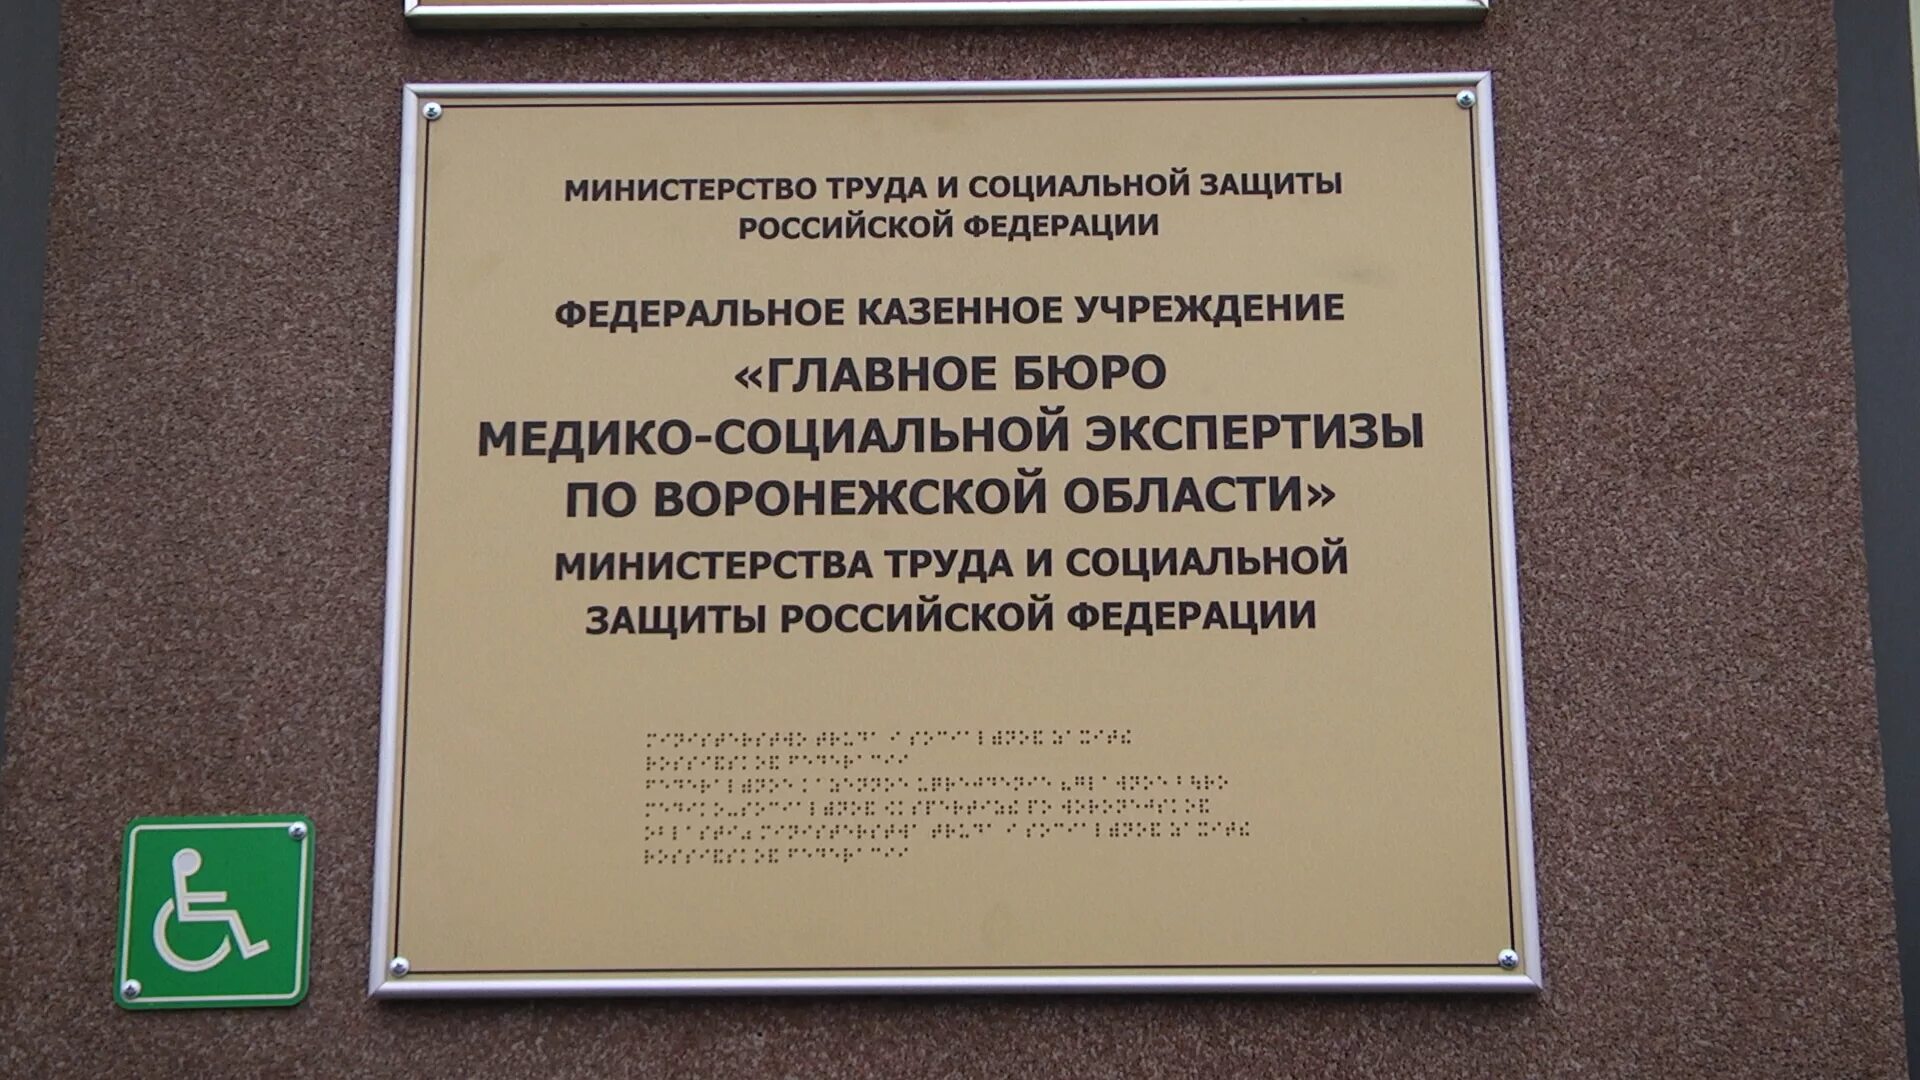 МИНИСТЕРСТВО ТРУДА И СОЦИАЛЬНОЙ ЗАЩИТЫ
РОССИЙСКОЙ ФЕДЕРАЦИИ
ФЕДЕРАЛЬНОЕ КАЗЕННОЕ УЧРЕЖДЕНИЕ
«ГЛАВНОЕ БЮРО
МЕДИКО-СОЦИАЛЬНОЙ ЭКСПЕРТИЗЫ
ПО ВОРОНЕЖСКОЙ ОБЛАСТИ»
МИНИСТЕРСТВА ТРУДА И СОЦИАЛЬНОЙ
ЗАЩИТЫ РОССИЙСКОЙ ФЕДЕРАЦИИ